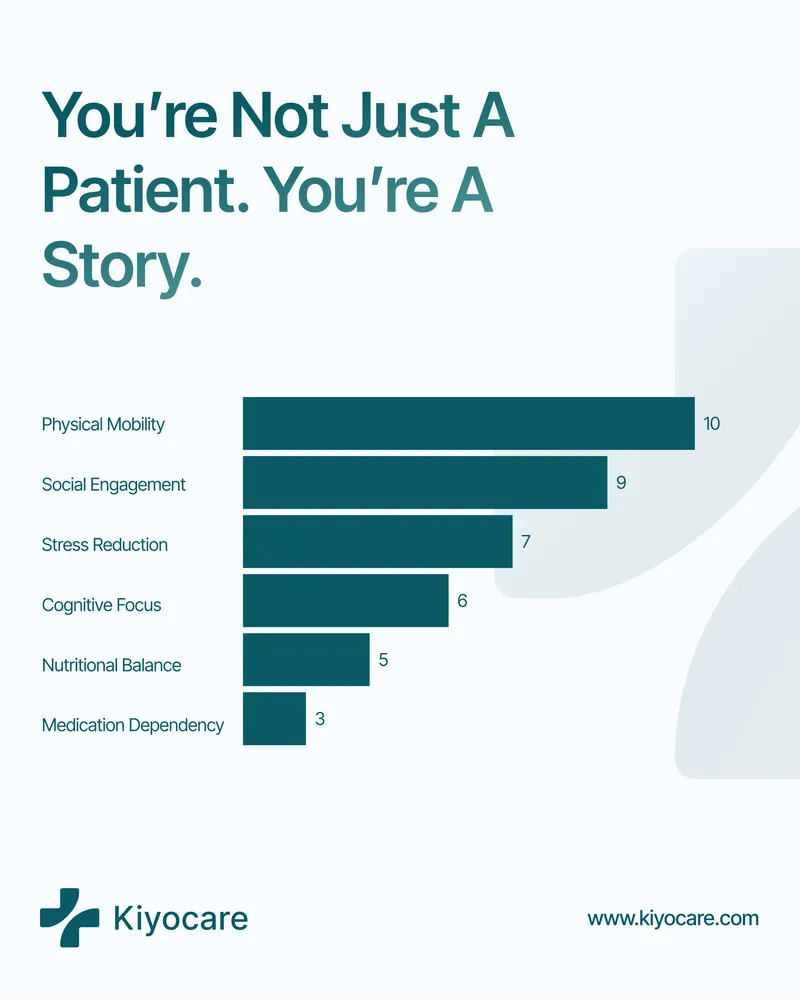 You’re Not Just A
Patient. You’re A
Story.
Physical Mobility 10
Social Engagement 9
Stress Reduction 7
Cognitive Focus 6
Nutritional Balance 5
Medication Dependency 3
Kiyocare
www.kiyocare.com